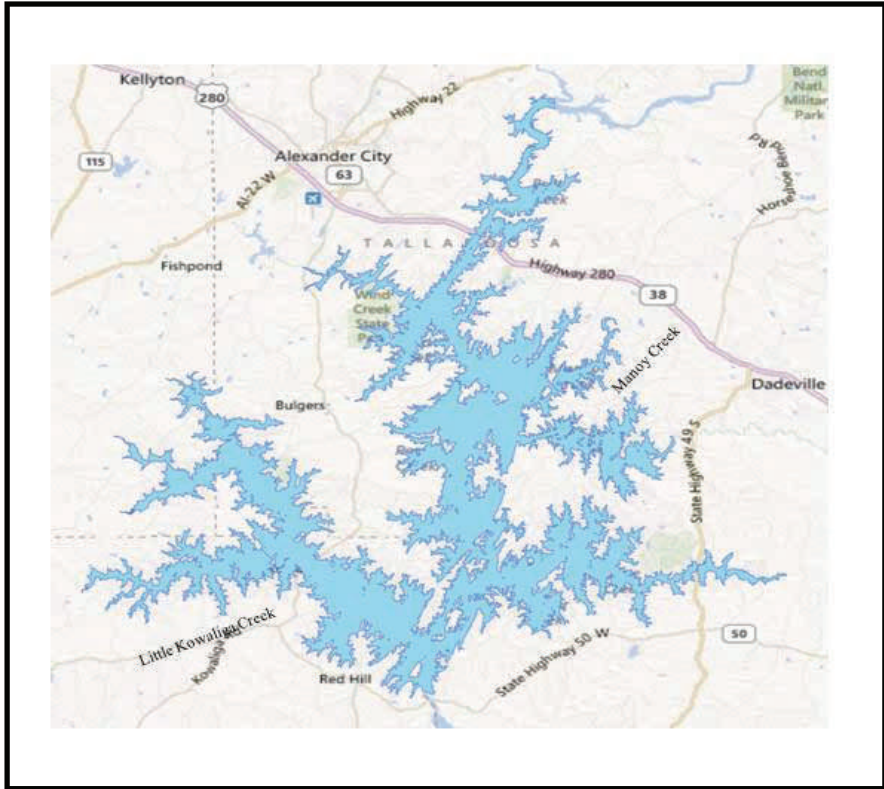 Kellyton
280
Highway 22
Bend
Natl
Military
Park
115
Alexander City
63
Al-22 W
Horseshoe Bend Rd
TALLAPOOSA
Fishpond
Highway 280
38
Wind
Creek
State
Manoy Creek
Dadeville
Bulgers
State Highway 49 S
Little Kowaliga Creek
Kowaliga Rd
50
State Highway 50 W
Red Hill